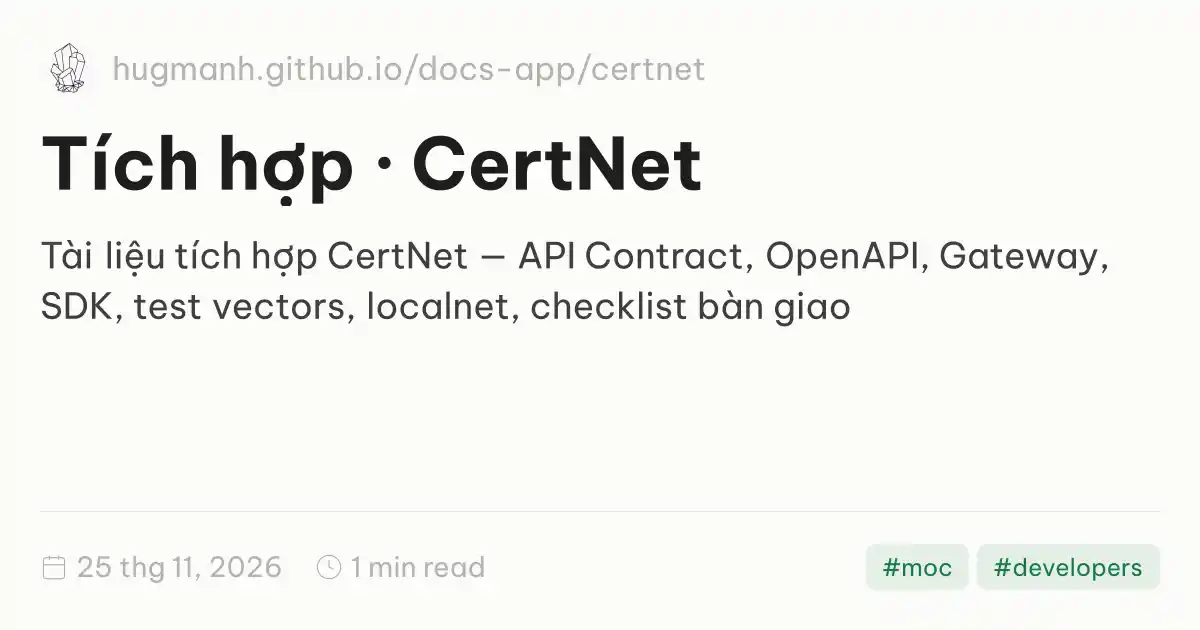 hugmanh.github.io/docs-app/certnet
Tích hợp · CertNet
Tài liệu tích hợp CertNet — API Contract, OpenAPI, Gateway,
SDK, test vectors, localnet, checklist bàn giao
25 thg 11, 2026 1 min read #moc #developers